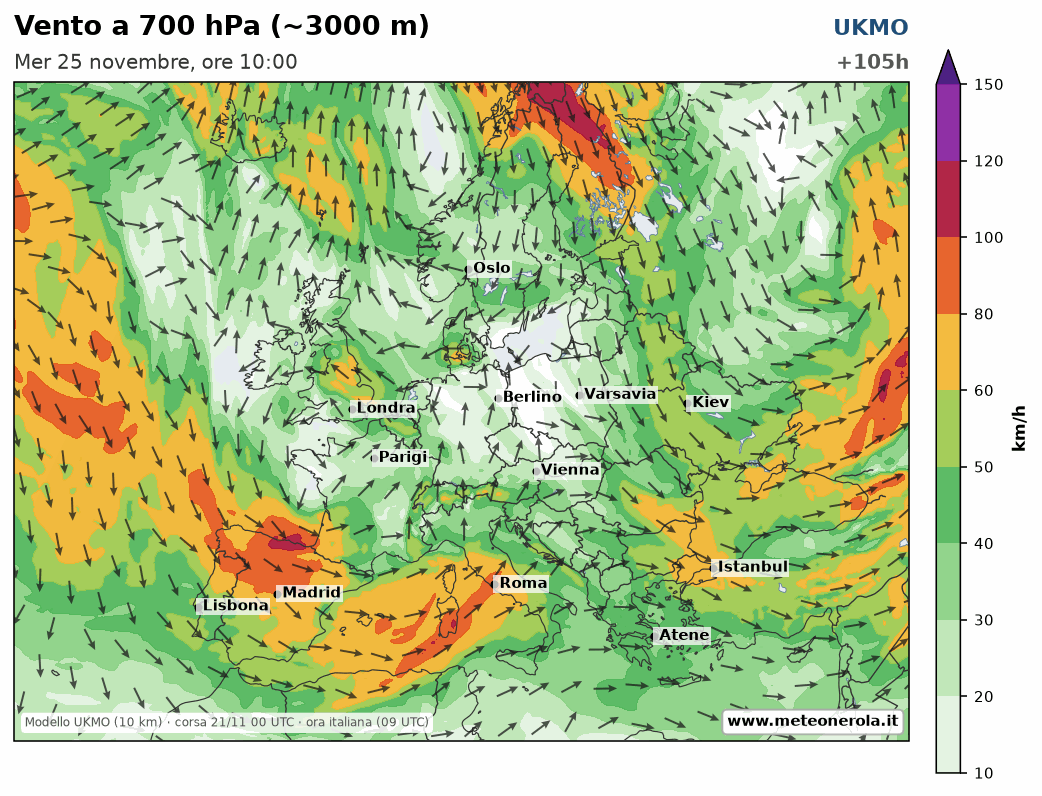 Vento a 700 hPa (~3000 m)
UKMO
Mer 25 novembre, ore 10:00
+105h
150
120
100
80
60
50
40
30
20
10
km/h
Oslo
Berlino
Varsavia
Kiev
Londra
Parigi
Vienna
Istanbul
Roma
Madrid
Lisbona
Atene
Modello UKMO (10 km) · corsa 21/11 00 UTC · ora italiana (09 UTC)
www.meteonerola.it